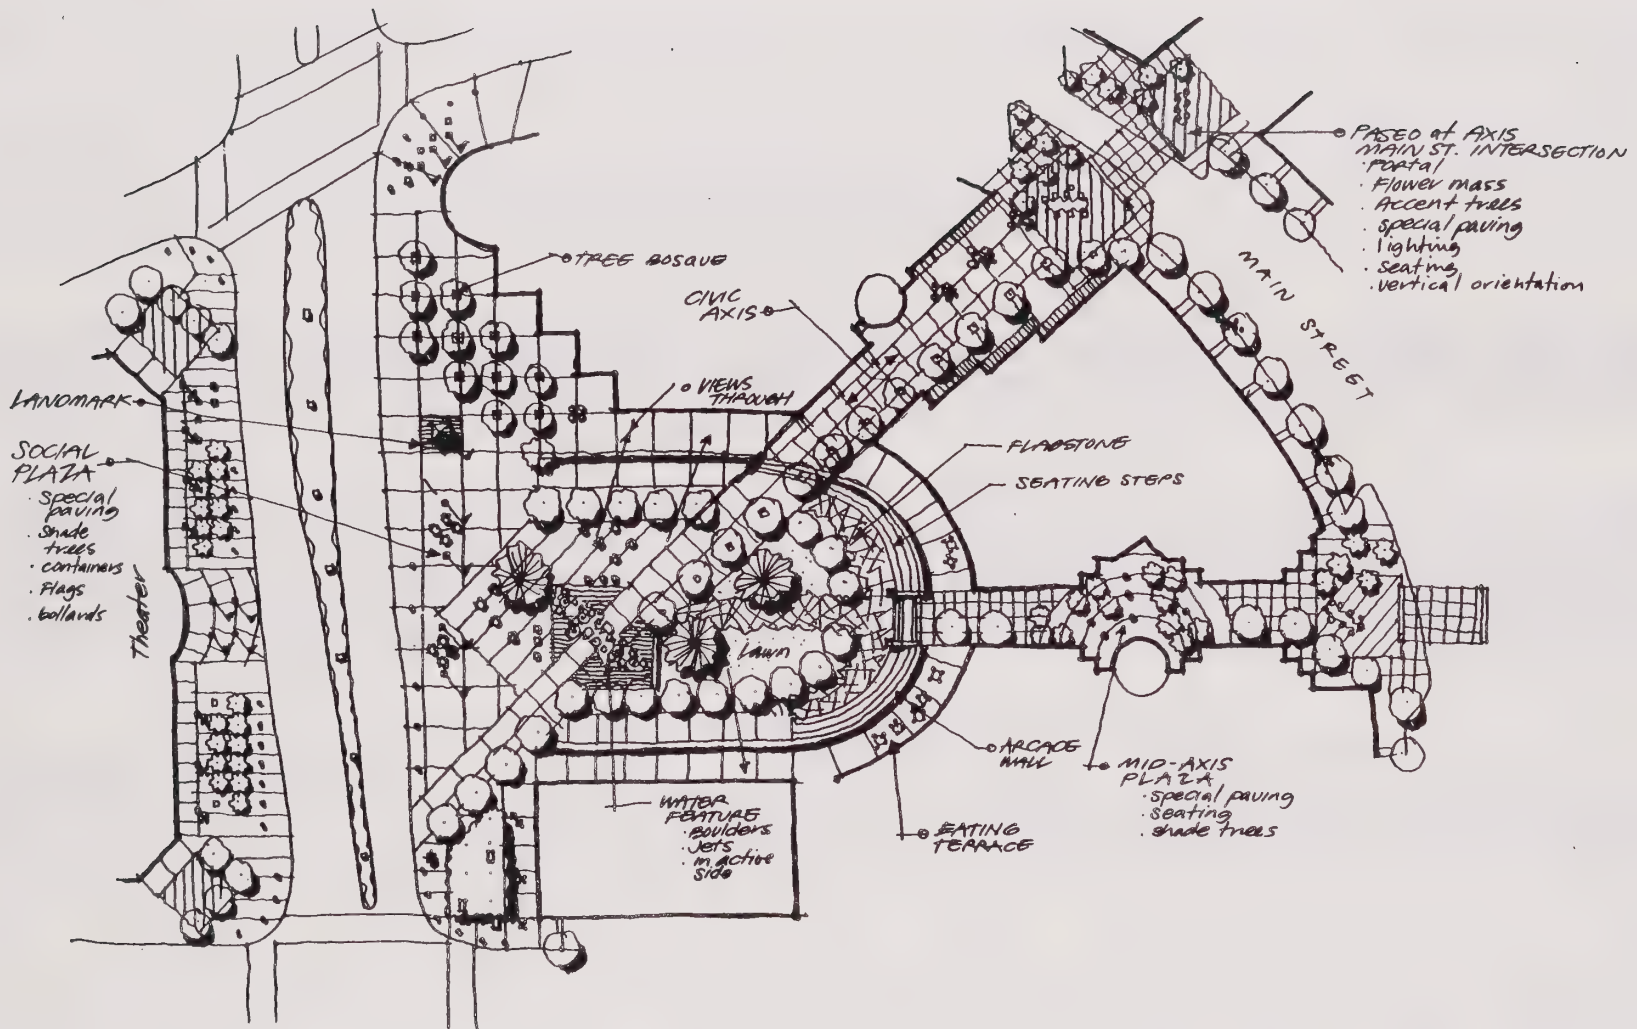 PASEO at AXIS
MAIN ST. INTERSECTION
· Portal
· Flower mass
· Accent trees
· special paving
· lighting
· seating
· vertical orientation
TREE BOSQUE
CIVIC
AXIS
MAIN STREET
VIEWS
THROUGH
LANDMARK
SOCIAL
PLAZA
· special
paving
· shade
trees
· containers
· Flags
· bollards
Theater
FLAGSTONE
SEATING STEPS
Lawn
ARCADE
WALL
MID-AXIS
PLAZA
· special paving
· seating
· shade trees
EATING
TERRACE
WATER
FEATURE
· Boulders
· Jets
· in active
side